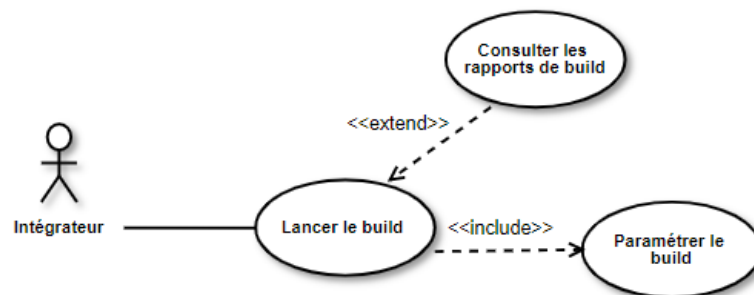 Consulter les
rapports de build
<<extend>>
Intégrateur
Lancer le build
<<include>>
Paramétrer le
build